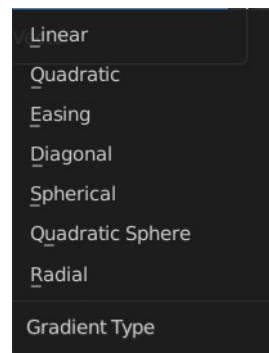 Linear
Quadratic
Easing
Diagonal
Spherical
Quadratic Sphere
Radial
Gradient Type